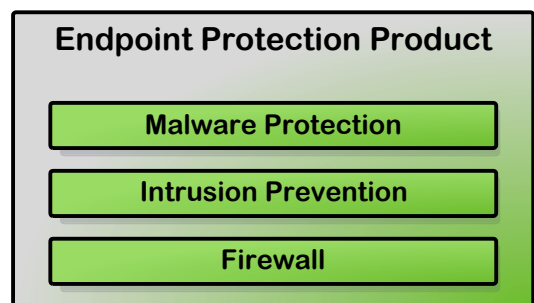 Endpoint Protection Product
Malware Protection
Intrusion Prevention
Firewall